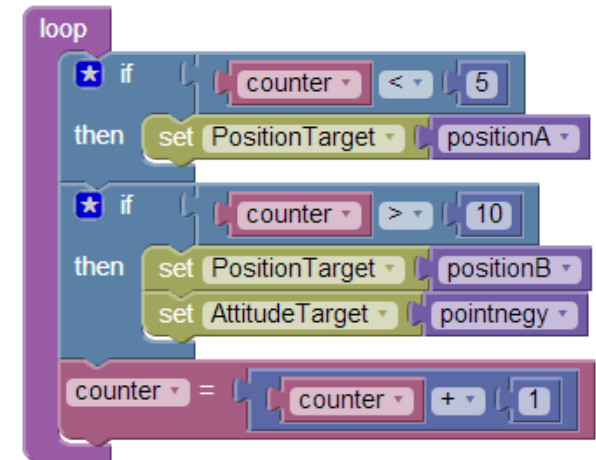 loop
if counter < 5
then set PositionTarget positionA
if counter > 10
then set PositionTarget positionB
set AttitudeTarget pointnegy
counter = counter + 1